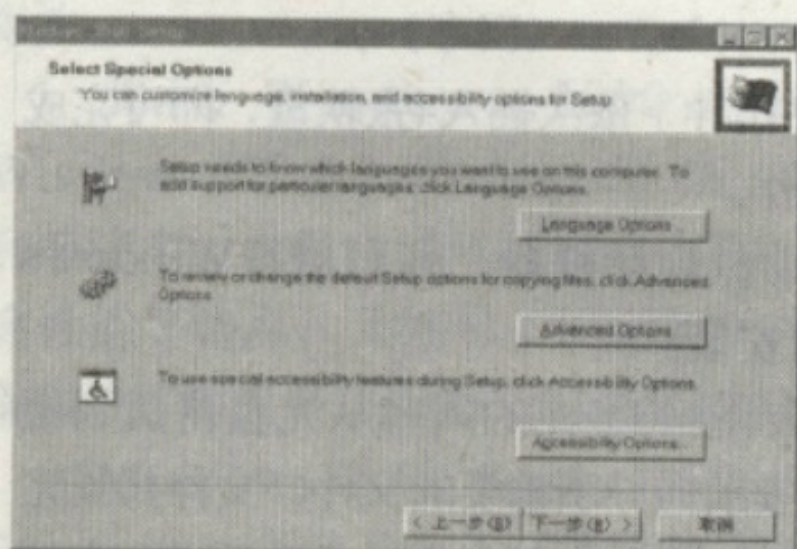 Windows 2000 Setup
Select Special Options
You can customize language, installation, and accessibility options for Setup.
Setup needs to know which languages you want to use on this computer. To
add support for particular languages, click Language Options.
Language Options...
To review or change the default Setup options for copying files, click Advanced
Options.
Advanced Options...
To use special accessibility features during Setup, click Accessibility Options.
Accessibility Options...
< 上一步(B) 下一步(N) > 取消